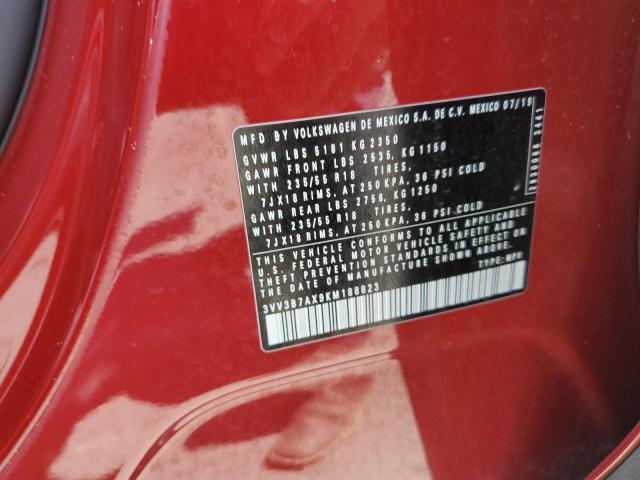 MFD BY VOLKSWAGEN DE MEXICO S.A. DE C.V. MEXICO 07/19
GVWR LBS 5181 KG 2350
GAWR FRONT LBS 2535, KG 1150
WITH 235/55 R18 TIRES,
7JX18 RIMS, AT 250 KPA, 36 PSI COLD
GAWR REAR LBS 2756, KG 1250
WITH 235/55 R18 TIRES,
7JX18 RIMS, AT 250 KPA, 36 PSI COLD
THIS VEHICLE CONFORMS TO ALL APPLICABLE
U.S. FEDERAL MOTOR VEHICLE SAFETY AND
THEFT PREVENTION STANDARDS IN EFFECT ON
THE DATE OF MANUFACTURE SHOWN ABOVE.
3VV3B7AX9KM188823 TYPE: MPV